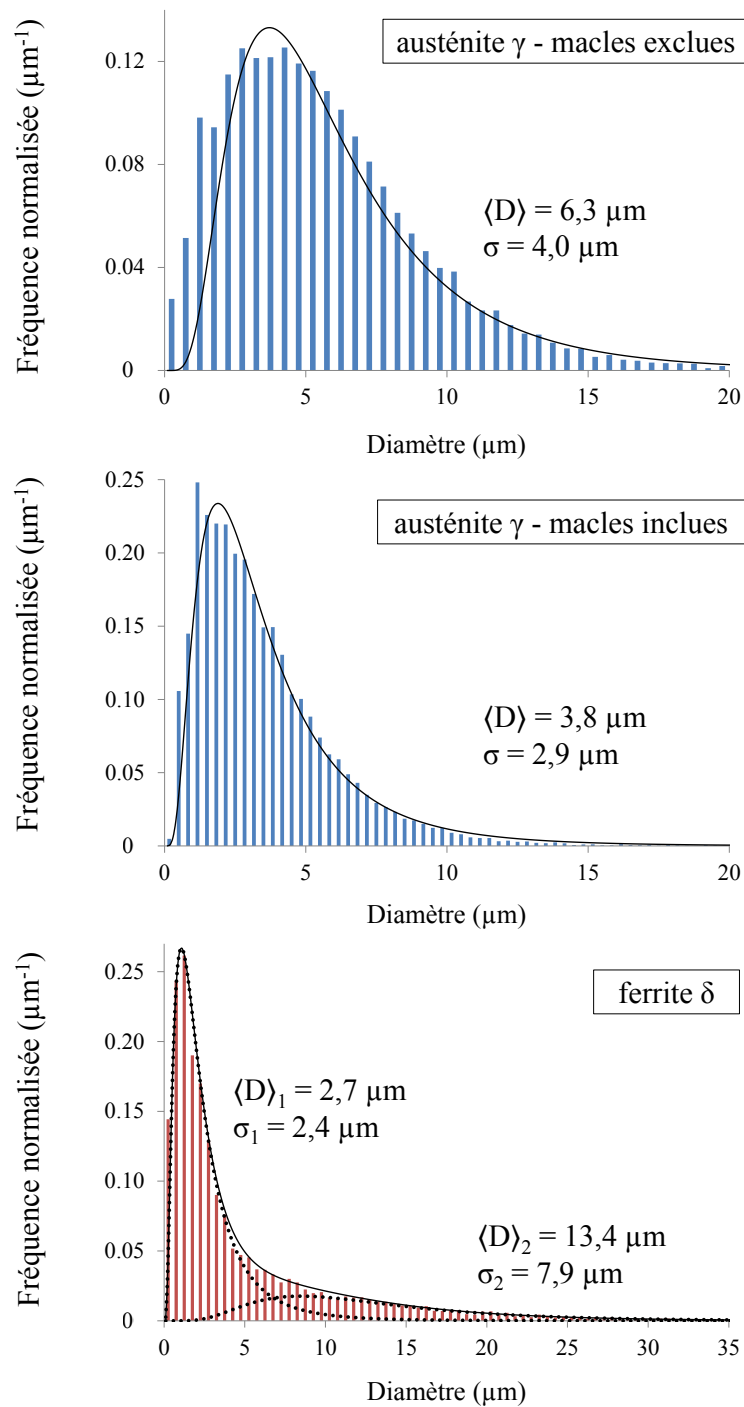 austénite γ - macles exclues
Fréquence normalisée (µm⁻¹)
0.12
0.08
0.04
0
⟨D⟩ = 6,3 µm
σ = 4,0 µm
0 5 10 15 20
Diamètre (µm)
austénite γ - macles inclues
Fréquence normalisée (µm⁻¹)
0.25
0.20
0.15
0.10
0.05
0
⟨D⟩ = 3,8 µm
σ = 2,9 µm
0 5 10 15 20
Diamètre (µm)
ferrite δ
Fréquence normalisée (µm⁻¹)
0.25
0.20
0.15
0.10
0.05
0
⟨D⟩₁ = 2,7 µm
σ₁ = 2,4 µm
⟨D⟩₂ = 13,4 µm
σ₂ = 7,9 µm
0 5 10 15 20 25 30 35
Diamètre (µm)